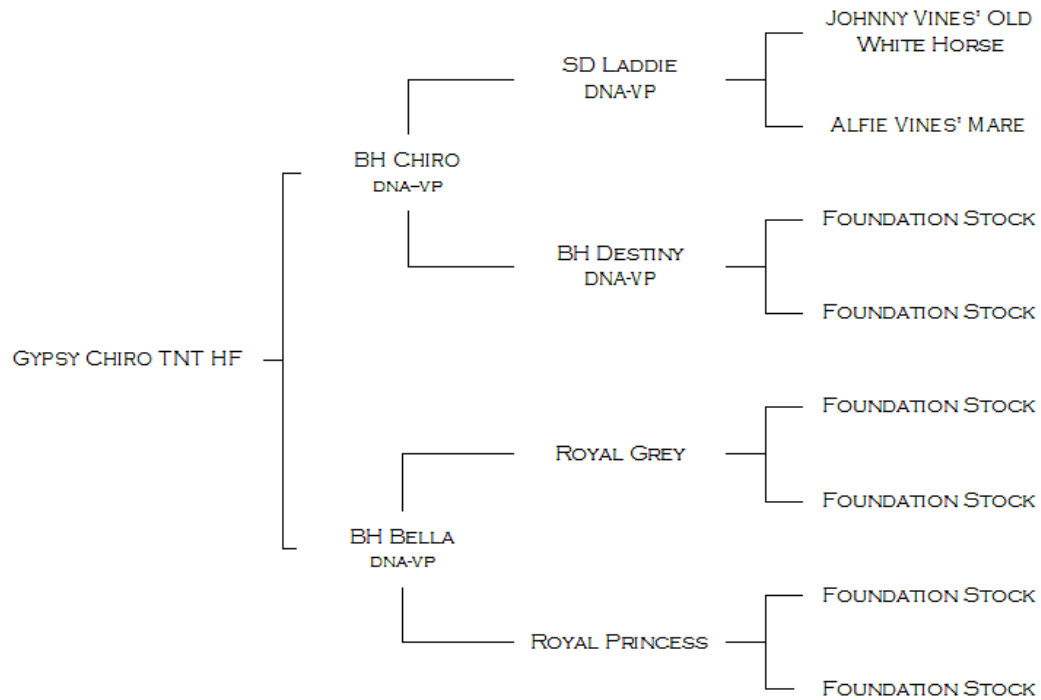 Johnny Vines' Old
White Horse
SD Laddie
DNA-VP
Alfie Vines' Mare
BH Chiro
DNA-VP
Foundation Stock
BH Destiny
DNA-VP
Foundation Stock
Gypsy Chiro TNT HF
Foundation Stock
Royal Grey
Foundation Stock
BH Bella
DNA-VP
Foundation Stock
Royal Princess
Foundation Stock